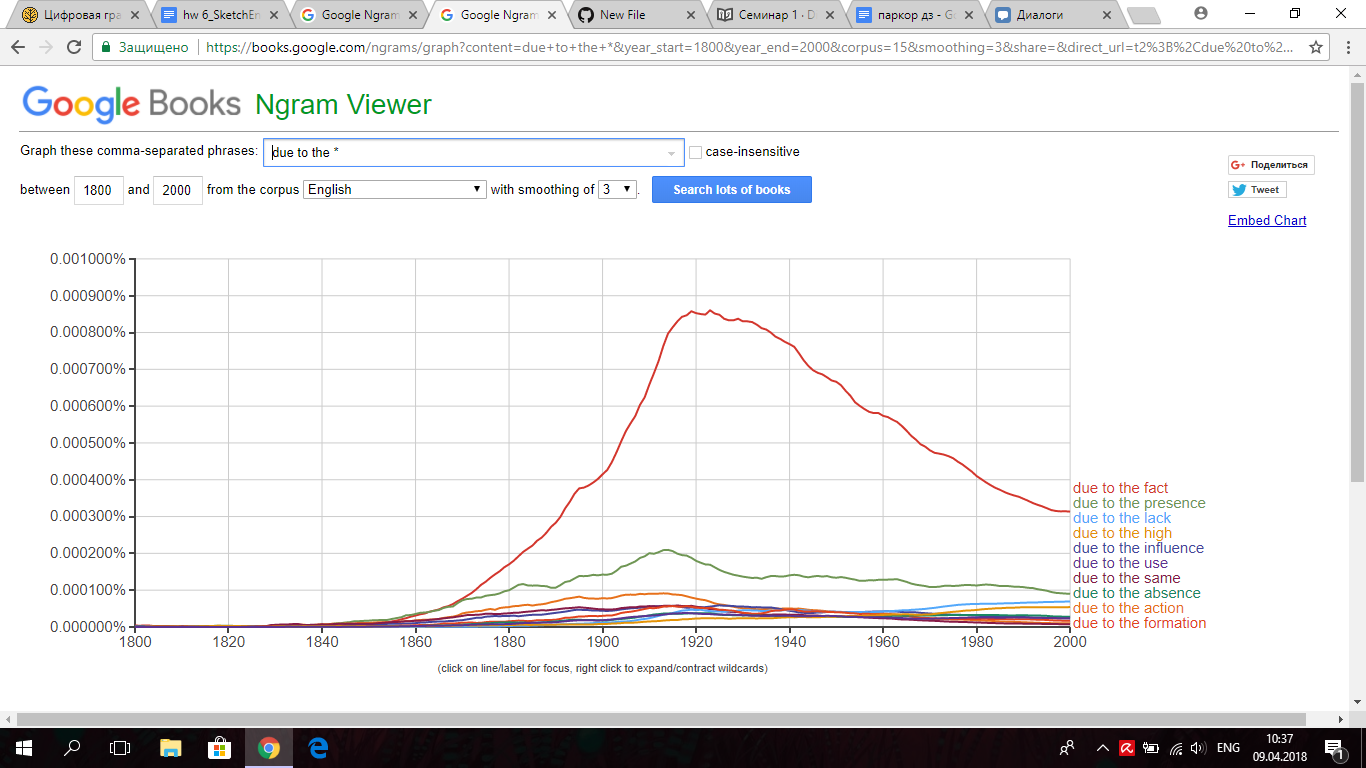 Цифровая гра
hw 6_SketchEn
Google Ngram
Google Ngram
New File
Семинар 1 · D
паркор дз - Go
Диалоги
Защищено
https://books.google.com/ngrams/graph?content=due+to+the+*&year_start=1800&year_end=2000&corpus=15&smoothing=3&share=&direct_url=t2%3B%2Cdue%20to%2...
Google Books Ngram Viewer
Graph these comma-separated phrases: due to the * case-insensitive
between 1800 and 2000 from the corpus English with smoothing of 3 . Search lots of books
G+ Поделиться
Tweet
Embed Chart
0.001000%
0.000900%
0.000800%
0.000700%
0.000600%
0.000500%
0.000400%
0.000300%
0.000200%
0.000100%
0.000000%
due to the fact
due to the presence
due to the lack
due to the high
due to the influence
due to the use
due to the same
due to the absence
due to the action
due to the formation
1800 1820 1840 1860 1880 1900 1920 1940 1960 1980 2000
(click on line/label for focus, right click to expand/contract wildcards)
ENG
10:37
09.04.2018
1